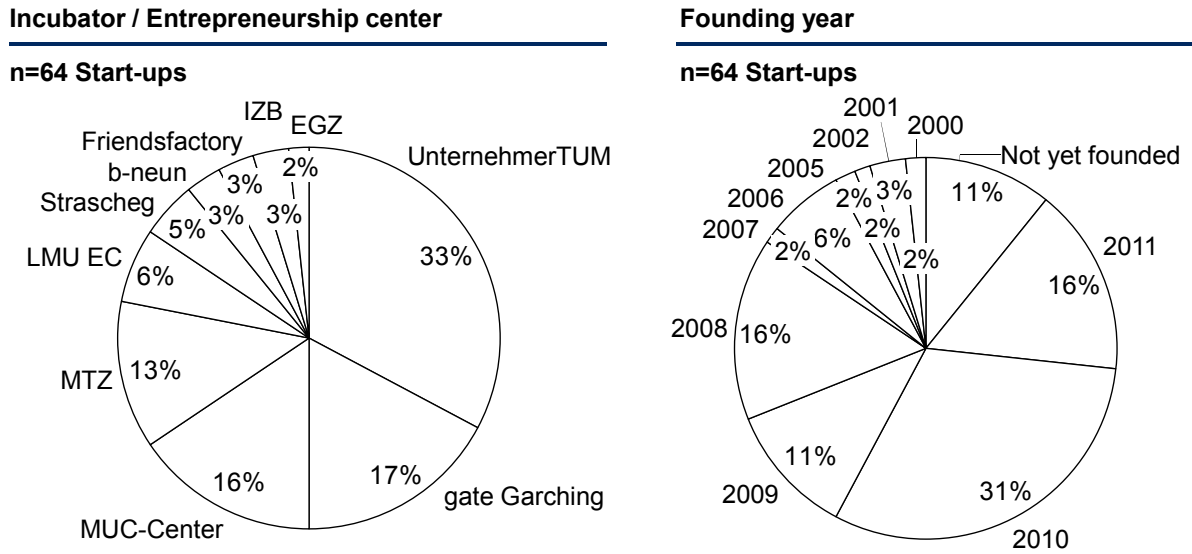 Incubator / Entrepreneurship center
n=64 Start-ups
IZB
EGZ
Friendsfactory
b-neun
Strascheg
LMU EC
MTZ
MUC-Center
gate Garching
UnternehmerTUM
2%
3%
3%
3%
5%
6%
13%
16%
17%
33%
Founding year
n=64 Start-ups
2001
2000
2002
Not yet founded
2005
2006
2007
2008
2009
2010
2011
11%
16%
31%
11%
16%
2%
6%
2%
2%
3%
2%